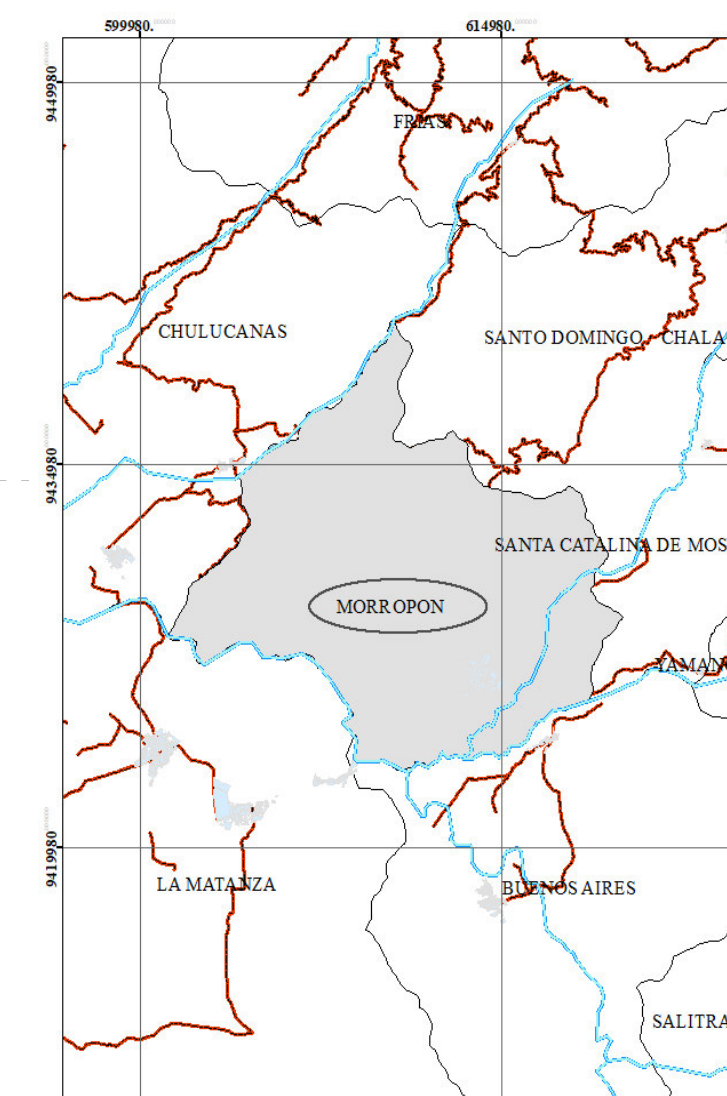 599980. 614980.
9449980
FRIAS
CHULUCANAS
SANTO DOMINGO
CHALA
9434980
SANTA CATALINA DE MOS
MORROPON
YAMAN
9419980
LA MATANZA
BUENOS AIRES
SALITRA